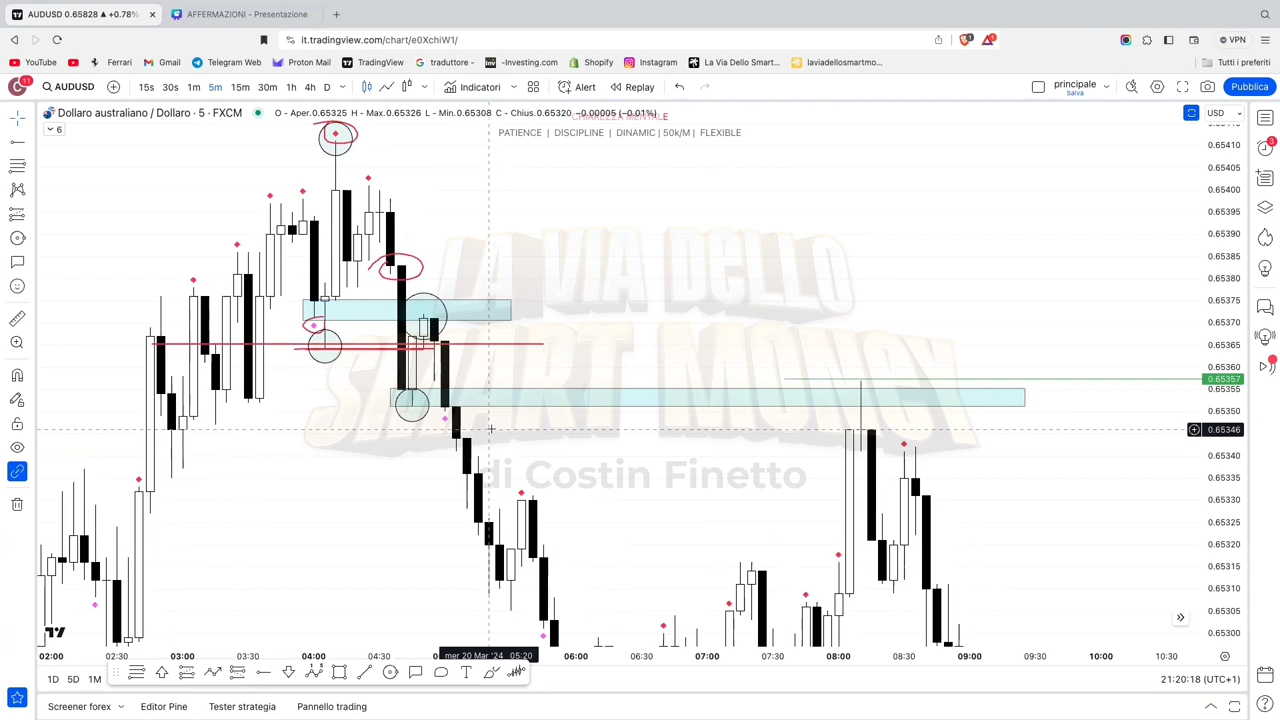 AUDUSD 0.65828 ▲ +0.78%
AFFERMAZIONI - Presentazione
it.tradingview.com/chart/e0XchiW1/
VPN
YouTube
Ferrari
Gmail
Telegram Web
Proton Mail
TradingView
traduttore -
-Investing.com
Shopify
Instagram
La Via Dello Smart...
laviadellosmartmo...
Tutti i preferiti
11
AUDUSD
15s 30s 1m 5m 15m 30m 1h 4h D
Indicatori
Alert
Replay
principale
Salva
Pubblica
Dollaro australiano / Dollaro · 5 · FXCM
O - Aper.0.65325 H - Max.0.65326 L - Min.0.65308 C - Chius.0.65320 -0.00005 (-0.01%)
6
PATIENCE | DISCIPLINE | DINAMIC | 50k/M | FLEXIBLE
USD
3
0.65410
0.65405
0.65400
0.65395
0.65390
0.65385
0.65380
0.65375
0.65370
0.65365
0.65360
0.65357
0.65355
0.65350
0.65346
0.65340
0.65335
0.65330
0.65325
0.65320
0.65315
0.65310
0.65305
0.65300
LA VIA DELLO
SMART MONEY
di Costin Finetto
02:00 02:30 03:00 03:30 04:00 04:30
mer 20 Mar '24 05:20
06:00 06:30 07:00 07:30 08:00 08:30 09:00 09:30 10:00 10:30
1D 5D 1M
21:20:18 (UTC+1)
Screener forex
Editor Pine
Tester strategia
Pannello trading